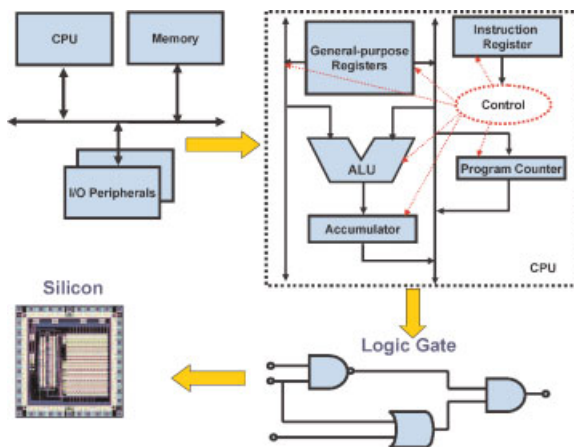 CPU
Memory
I/O Peripherals
General-purpose
Registers
Instruction
Register
Control
ALU
Program Counter
Accumulator
CPU
Silicon
Logic Gate